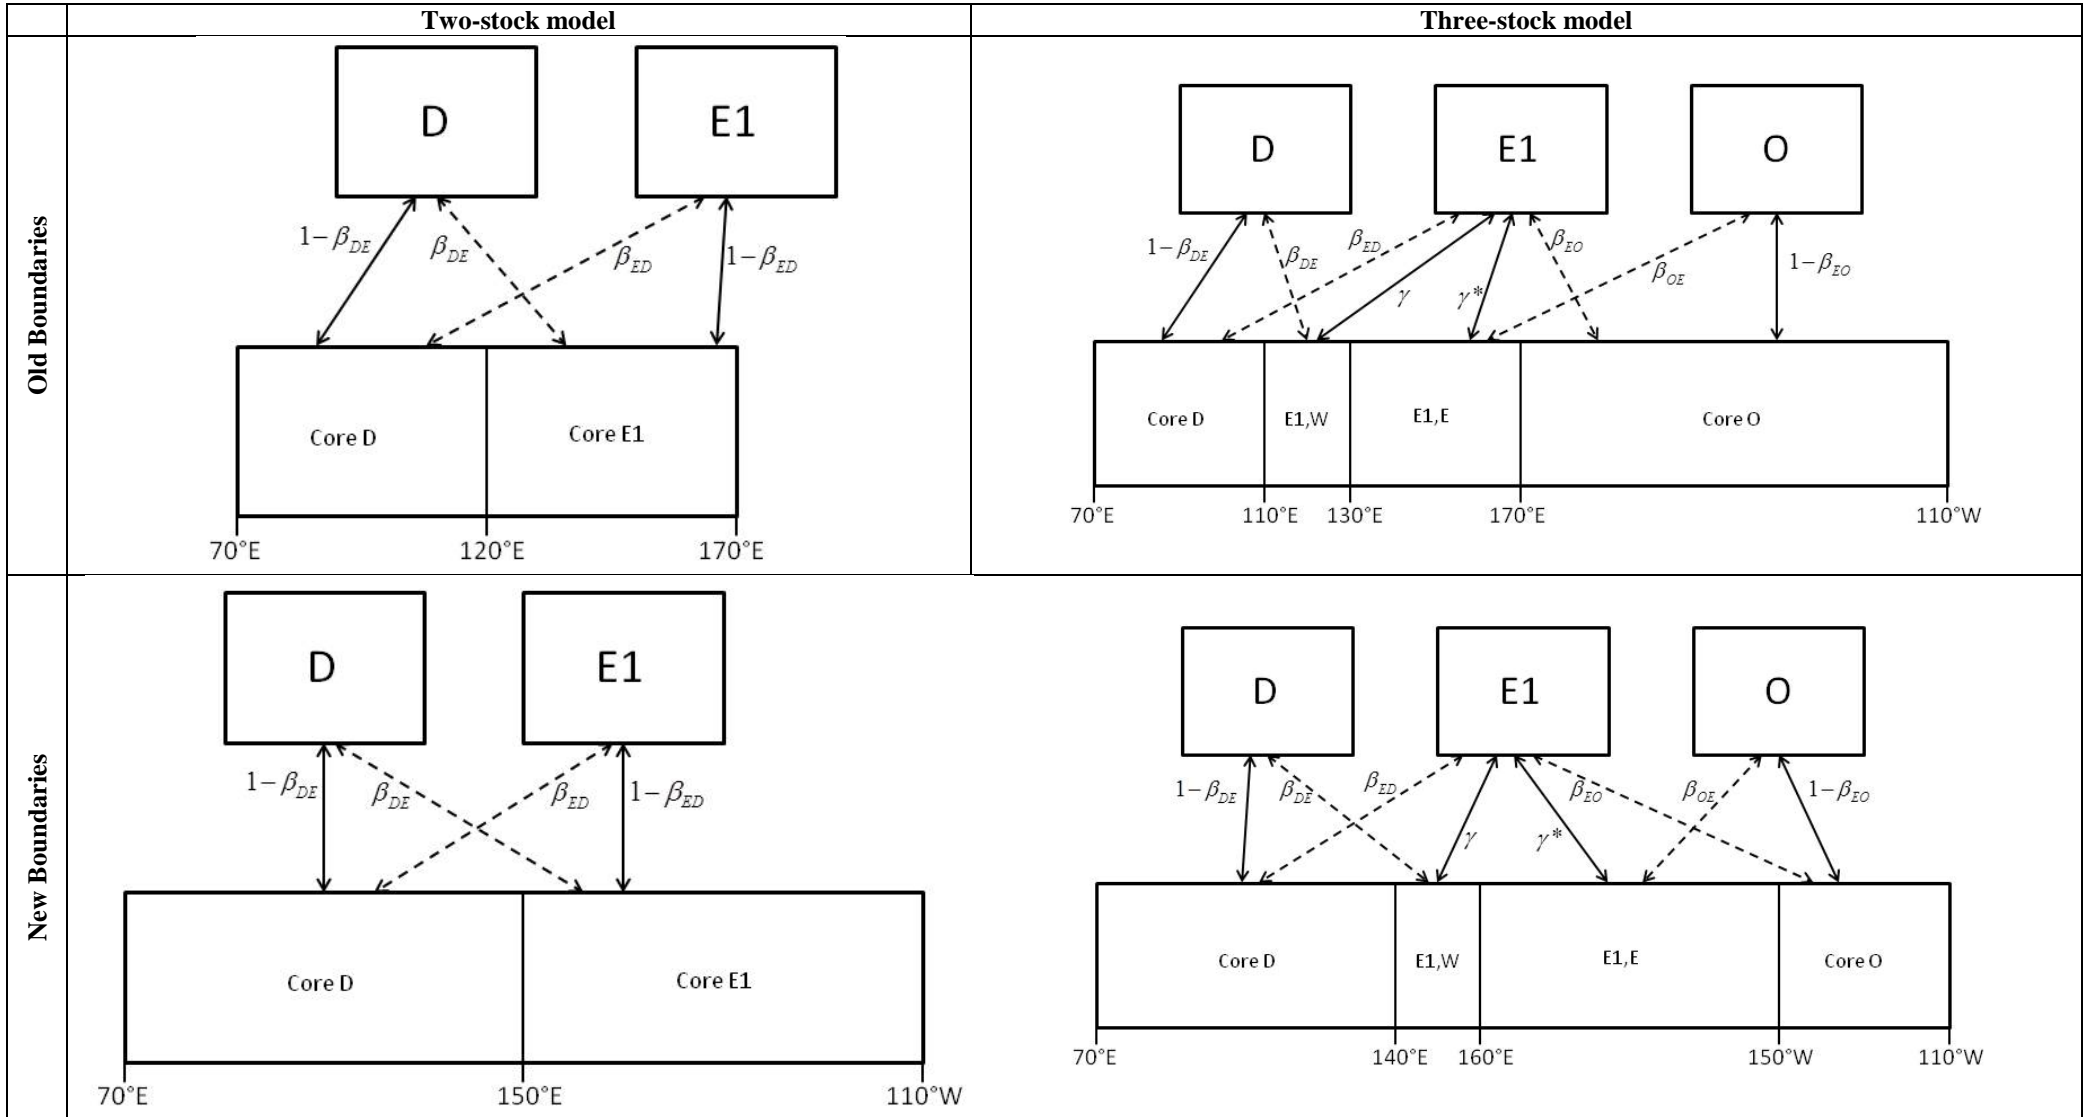 Two-stock model
Three-stock model
Old Boundaries
D
E1
1−β_DE
β_DE
β_ED
1−β_ED
Core D
Core E1
70°E
120°E
170°E
D
E1
O
1−β_DE
β_DE
β_ED
γ
γ*
β_EO
β_OE
1−β_EO
Core D
E1,W
E1,E
Core O
70°E
110°E
130°E
170°E
110°W
New Boundaries
D
E1
1−β_DE
β_DE
β_ED
1−β_ED
Core D
Core E1
70°E
150°E
110°W
D
E1
O
1−β_DE
β_DE
β_ED
γ
γ*
β_EO
β_OE
1−β_EO
Core D
E1,W
E1,E
Core O
70°E
140°E
160°E
150°W
110°W